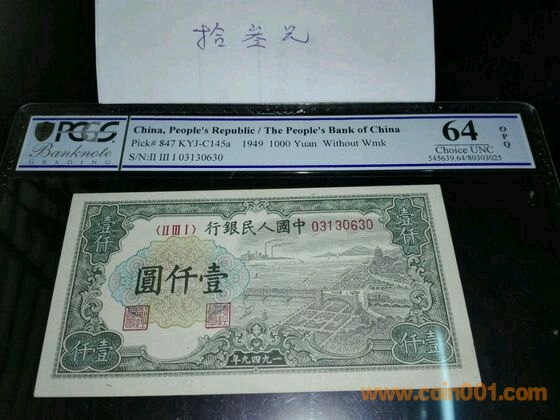 拾叁元
PCGS
Banknote
GRADING
China, People's Republic / The People's Bank of China
Pick# 847 KYJ-C145a 1949 1000 Yuan Without Wmk
S/N:II III I 03130630
64
Choice UNC
545639.64/80303025
OPQ
壹仟
壹仟
〈II III I〉
行銀民人國中
03130630
圓仟壹
壹仟
壹仟
年九四九一
www.coin001.com